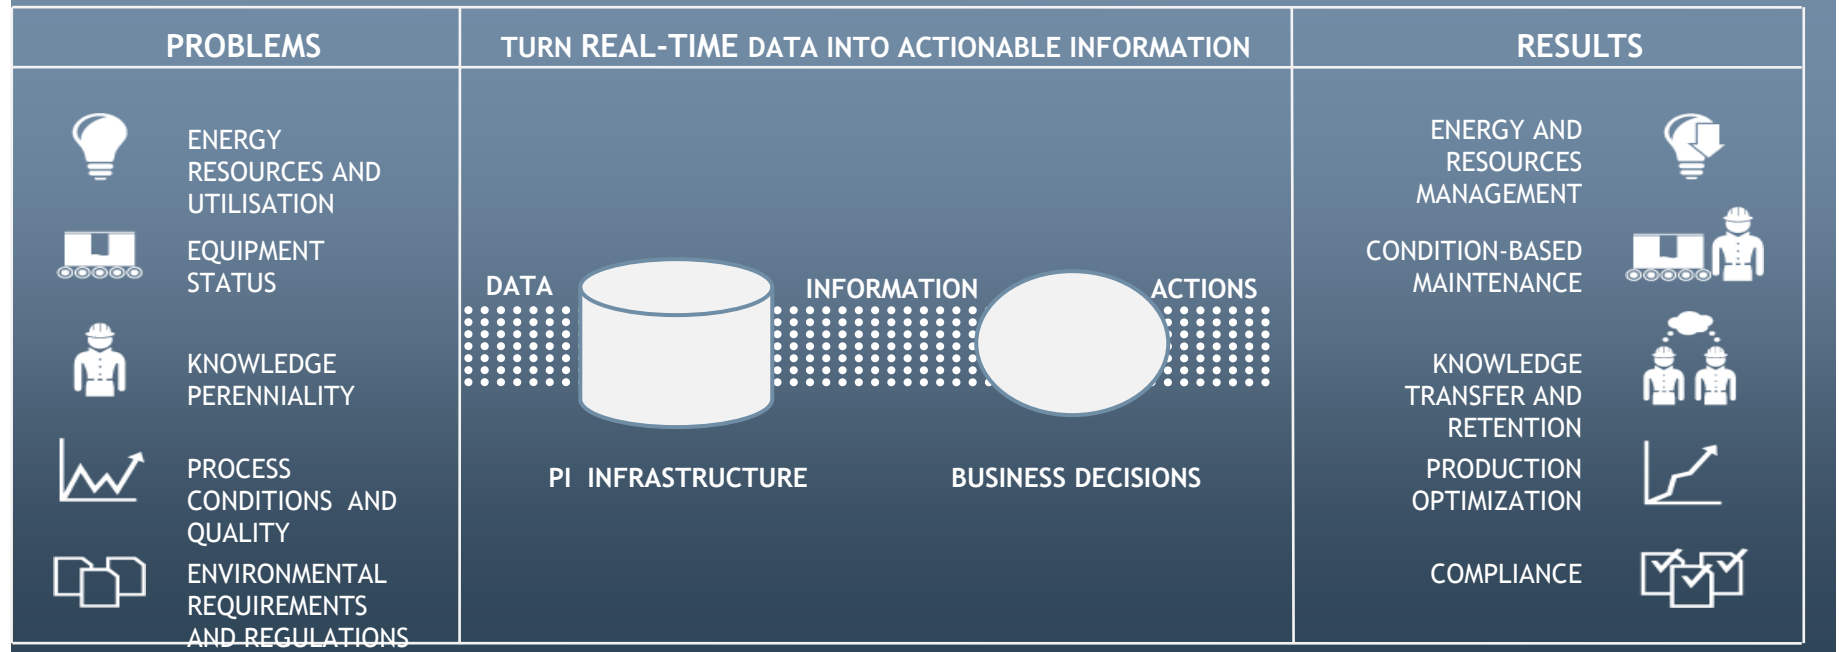 PROBLEMS
TURN REAL-TIME DATA INTO ACTIONABLE INFORMATION
RESULTS
ENERGY
RESOURCES AND
UTILISATION
EQUIPMENT
STATUS
KNOWLEDGE
PERENNIALITY
PROCESS
CONDITIONS AND
QUALITY
ENVIRONMENTAL
REQUIREMENTS
AND REGULATIONS
DATA
INFORMATION
ACTIONS
PI INFRASTRUCTURE
BUSINESS DECISIONS
ENERGY AND
RESOURCES
MANAGEMENT
CONDITION-BASED
MAINTENANCE
KNOWLEDGE
TRANSFER AND
RETENTION
PRODUCTION
OPTIMIZATION
COMPLIANCE